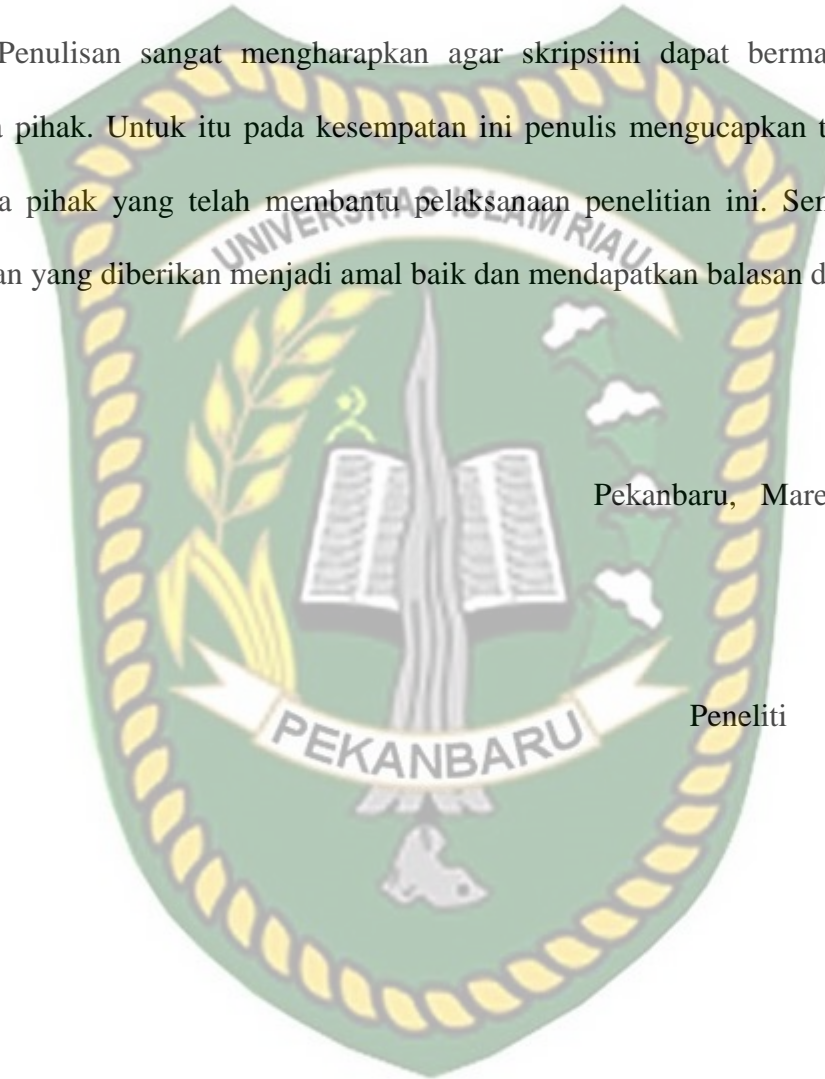 Penulisan sangat mengharapkan agar skripsiini dapat berma
a pihak. Untuk itu pada kesempatan ini penulis mengucapkan t
a pihak yang telah membantu pelaksanaan penelitian ini. Sem
an yang diberikan menjadi amal baik dan mendapatkan balasan d
UNIVERSITAS ISLAM RIAU
Pekanbaru, Mare
Peneliti
PEKANBARU